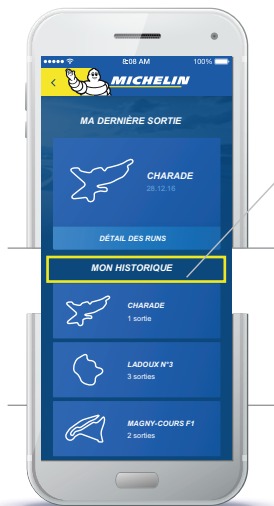 8:08 AM
100%
MICHELIN
MA DERNIÈRE SORTIE
CHARADE
28.12.16
DÉTAIL DES RUNS
MON HISTORIQUE
CHARADE
1 sortie
LADOUX N°3
3 sorties
MAGNY-COURS F1
2 sorties